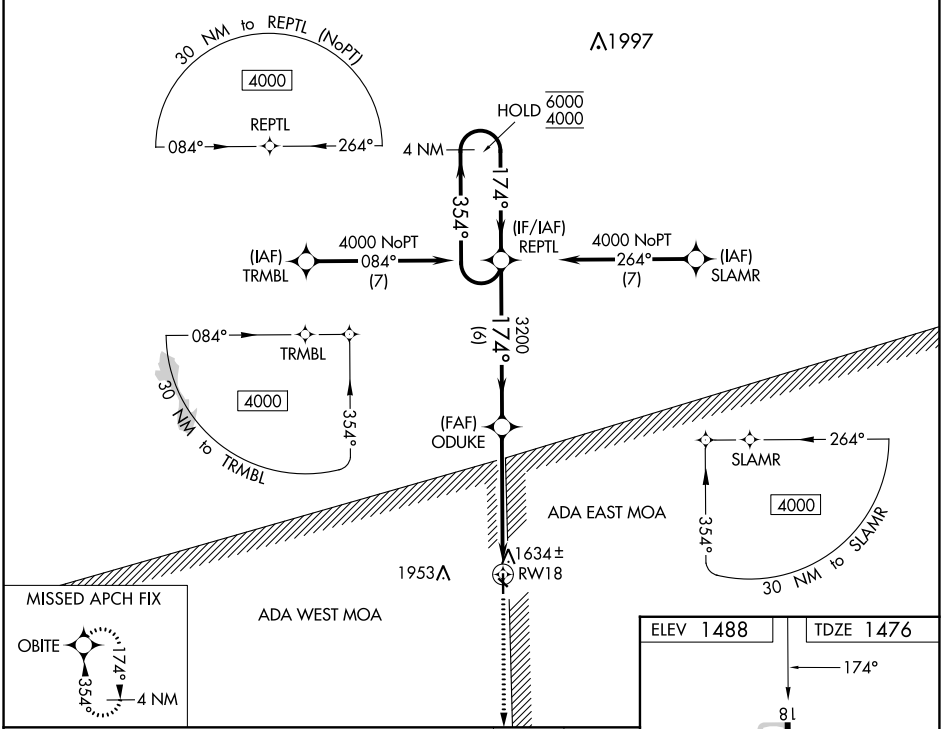 30 NM to REPTL (NoPT)
4000
REPTL
084°
264°
1997
HOLD
6000
4000
4 NM
174°
354°
(IF/IAF)
REPTL
(IAF)
TRMBL
4000 NoPT
084°
(7)
4000 NoPT
264°
(7)
(IAF)
SLAMR
3200
174°
(6)
084°
TRMBL
4000
354°
30 NM to TRMBL
(FAF)
ODUKE
264°
SLAMR
4000
354°
30 NM to SLAMR
ADA EAST MOA
1634±
RW18
1953
ADA WEST MOA
MISSED APCH FIX
OBITE
174°
354°
4 NM
ELEV 1488
TDZE 1476
174°
18